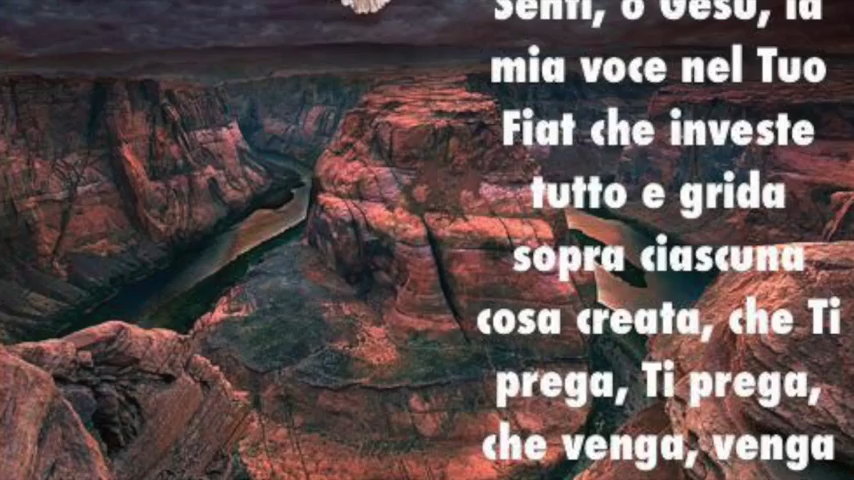 Senti, o Gesù, la
mia voce nel Tuo
Fiat che investe
tutto e grida
sopra ciascuna
cosa creata, che Ti
prega, Ti prega,
che venga, venga